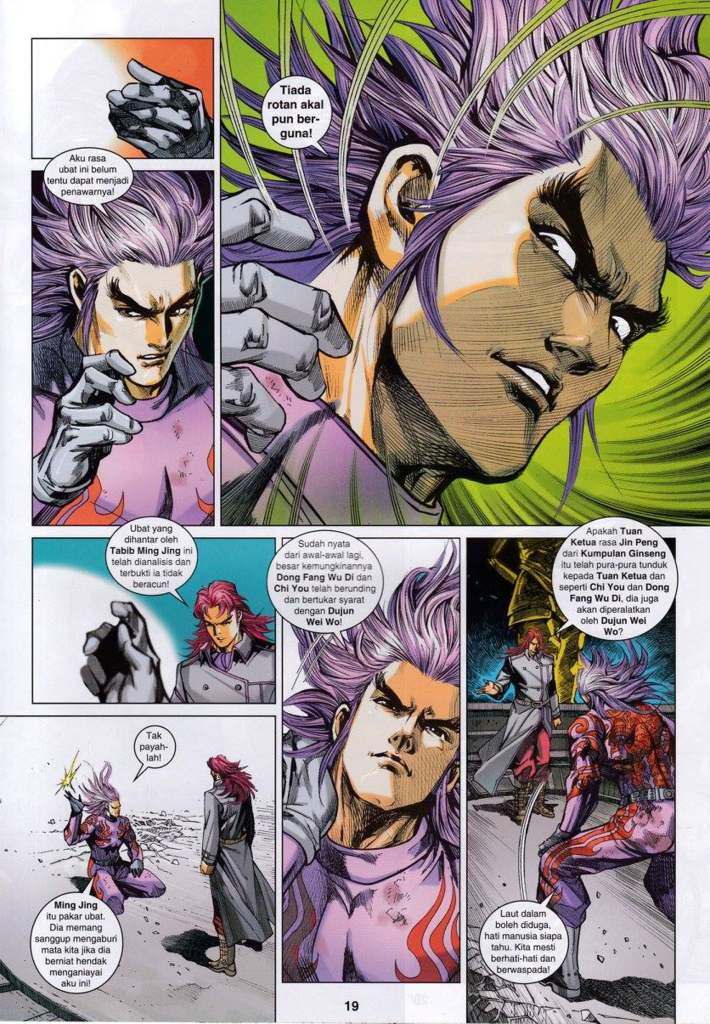 Tiada
rotan akal
pun ber-
guna!
Aku rasa
ubat ini belum
tentu dapat menjadi
penawarnya!
Ubat yang
dihantar oleh
Tabib Ming Jing ini
telah dianalisis dan
terbukti ia tidak
beracun!
Tak
payah-
lah!
Ming Jing
itu pakar ubat.
Dia memang
sanggup mengaburi
mata kita jika dia
berniat hendak
menganiayai
aku ini!
Sudah nyata
dari awal-awal lagi,
besar kemungkinannya
Dong Fang Wu Di dan
Chi You telah berunding
dan bertukar syarat
dengan Dujun
Wei Wo!
Apakah Tuan
Ketua rasa Jin Peng
dari Kumpulan Ginseng
itu telah pura-pura tunduk
kepada Tuan Ketua dan
seperti Chi You dan Dong
Fang Wu Di, dia juga
akan diperalatkan
oleh Dujun Wei
Wo?
Laut dalam
boleh diduga,
hati manusia siapa
tahu. Kita mesti
berhati-hati dan
berwaspada!
19